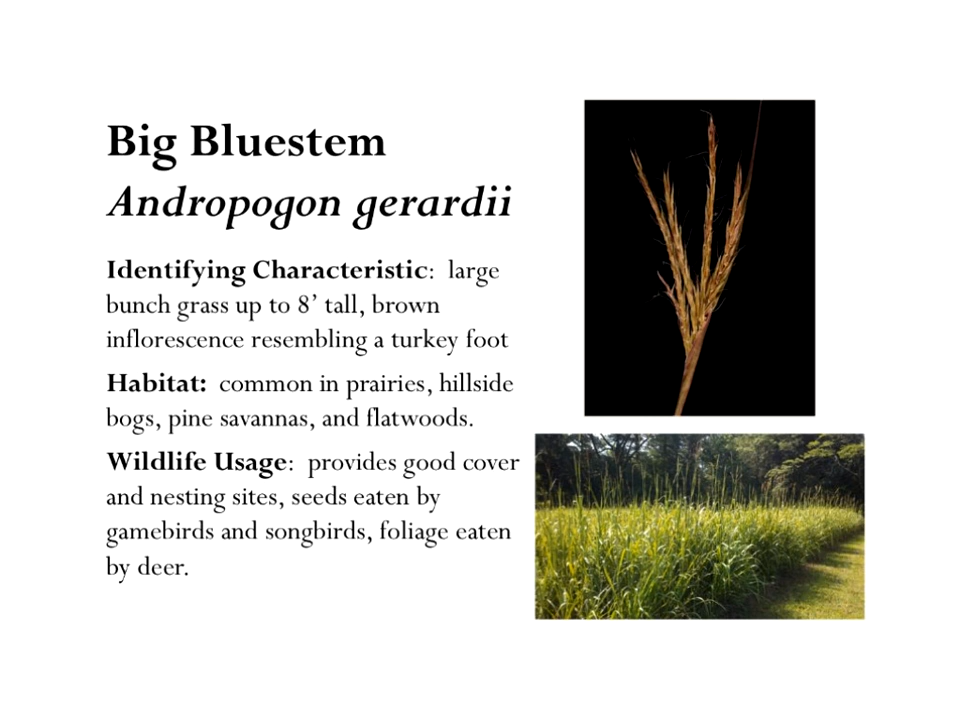 Big Bluestem
Andropogon gerardii
Identifying Characteristic:  large
bunch grass up to 8’ tall, brown
inflorescence resembling a turkey foot
Habitat:  common in prairies, hillside
bogs, pine savannas, and flatwoods.
Wildlife Usage:  provides good cover
and nesting sites, seeds eaten by
gamebirds and songbirds, foliage eaten
by deer.